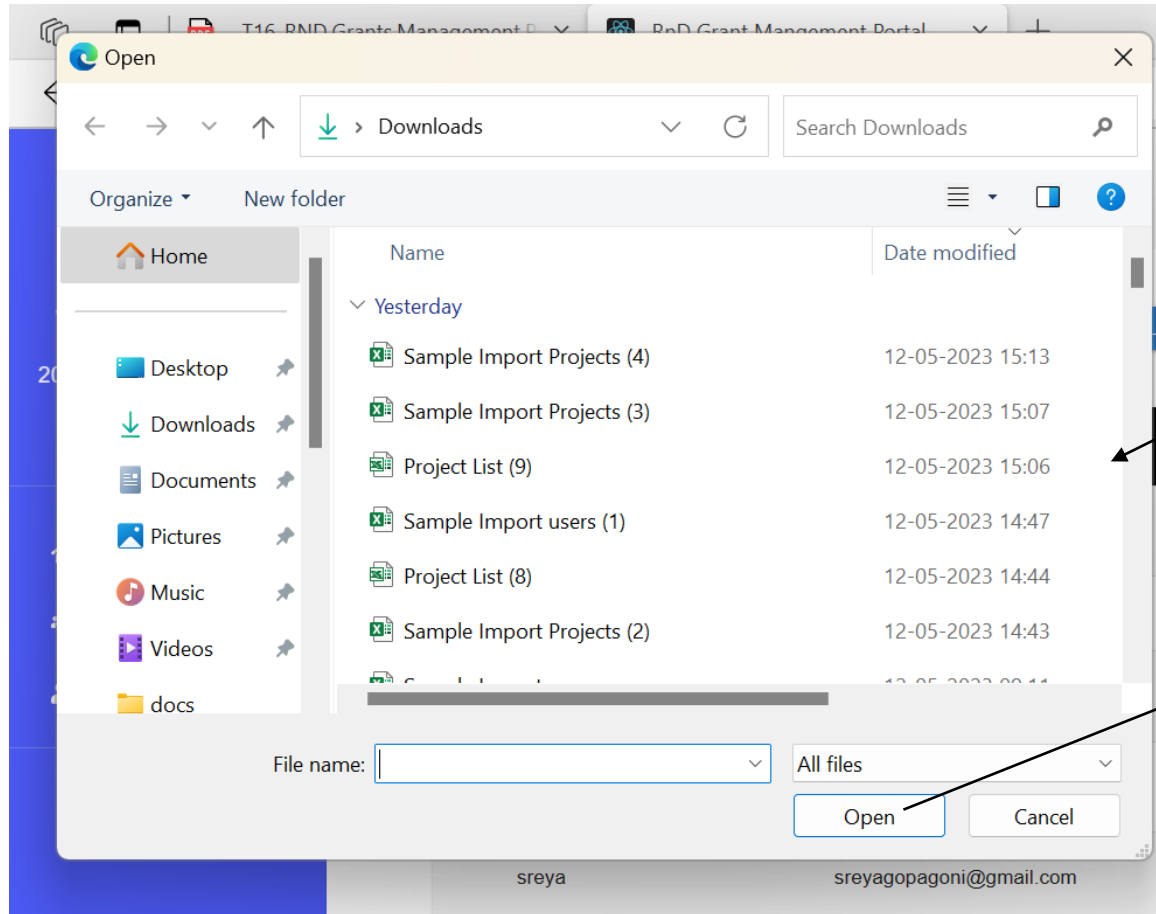 T16 RND Grants Management P
RnD Grant Mangement Portal
Open
Downloads
Search Downloads
Organize
New folder
?
Home
Name
Date modified
Yesterday
Sample Import Projects (4) 12-05-2023 15:13
Desktop
Sample Import Projects (3) 12-05-2023 15:07
Downloads
Project List (9) 12-05-2023 15:06
Documents
Sample Import users (1) 12-05-2023 14:47
Pictures
Project List (8) 12-05-2023 14:44
Music
Sample Import Projects (2) 12-05-2023 14:43
Videos
docs
File name:
All files
Open
Cancel
sreya sreyagopagoni@gmail.com